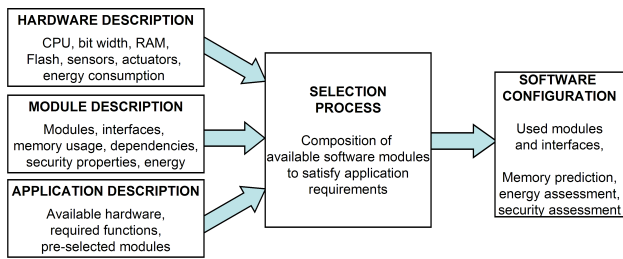 HARDWARE DESCRIPTION
CPU, bit width, RAM,
Flash, sensors, actuators,
energy consumption
MODULE DESCRIPTION
Modules, interfaces,
memory usage, dependencies,
security properties, energy
APPLICATION DESCRIPTION
Available hardware,
required functions,
pre-selected modules
SELECTION
PROCESS
Composition of
available software modules
to satisfy application
requirements
SOFTWARE
CONFIGURATION
Used modules
and interfaces,
Memory prediction,
energy assessment,
security assessment